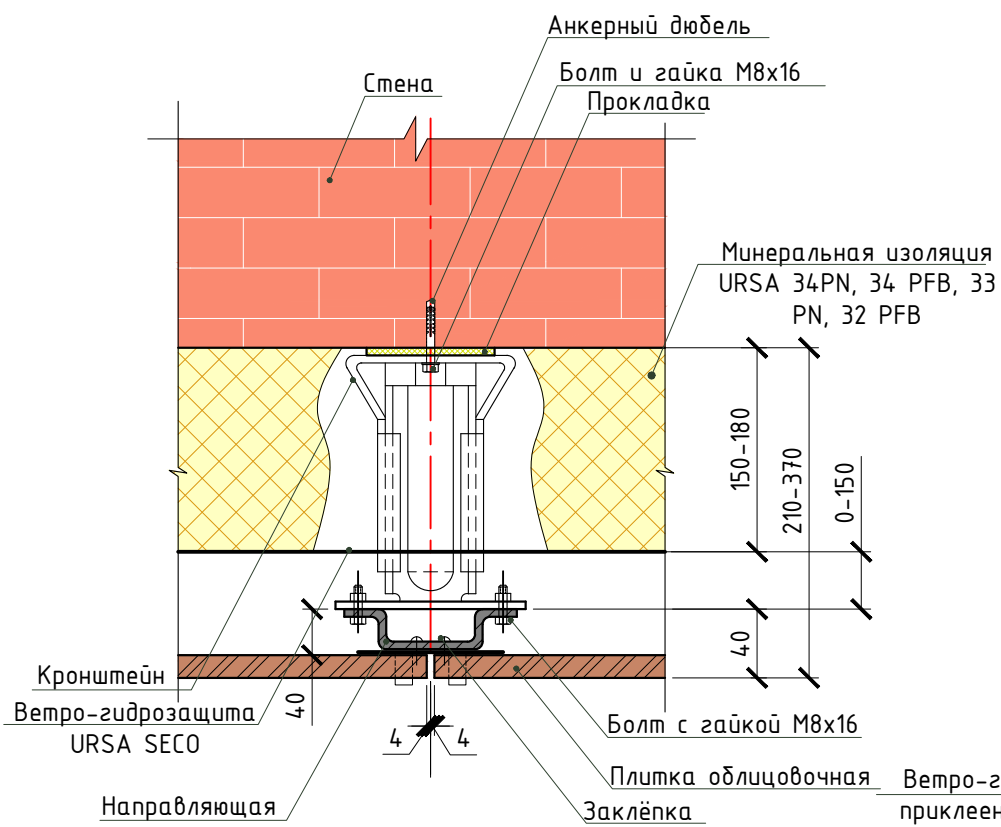 Анкерный дюбель
Болт и гайка М8х16
Прокладка
Стена
Минеральная изоляция
URSA 34PN, 34 PFB, 33
PN, 32 PFB
150-180
210-370
0-150
40
40
Кронштейн
Ветро-гидрозащита
URSA SECO
4
4
Болт с гайкой М8х16
Плитка облицовочная
Ветро-г
приклеен
Направляющая
Заклёпка